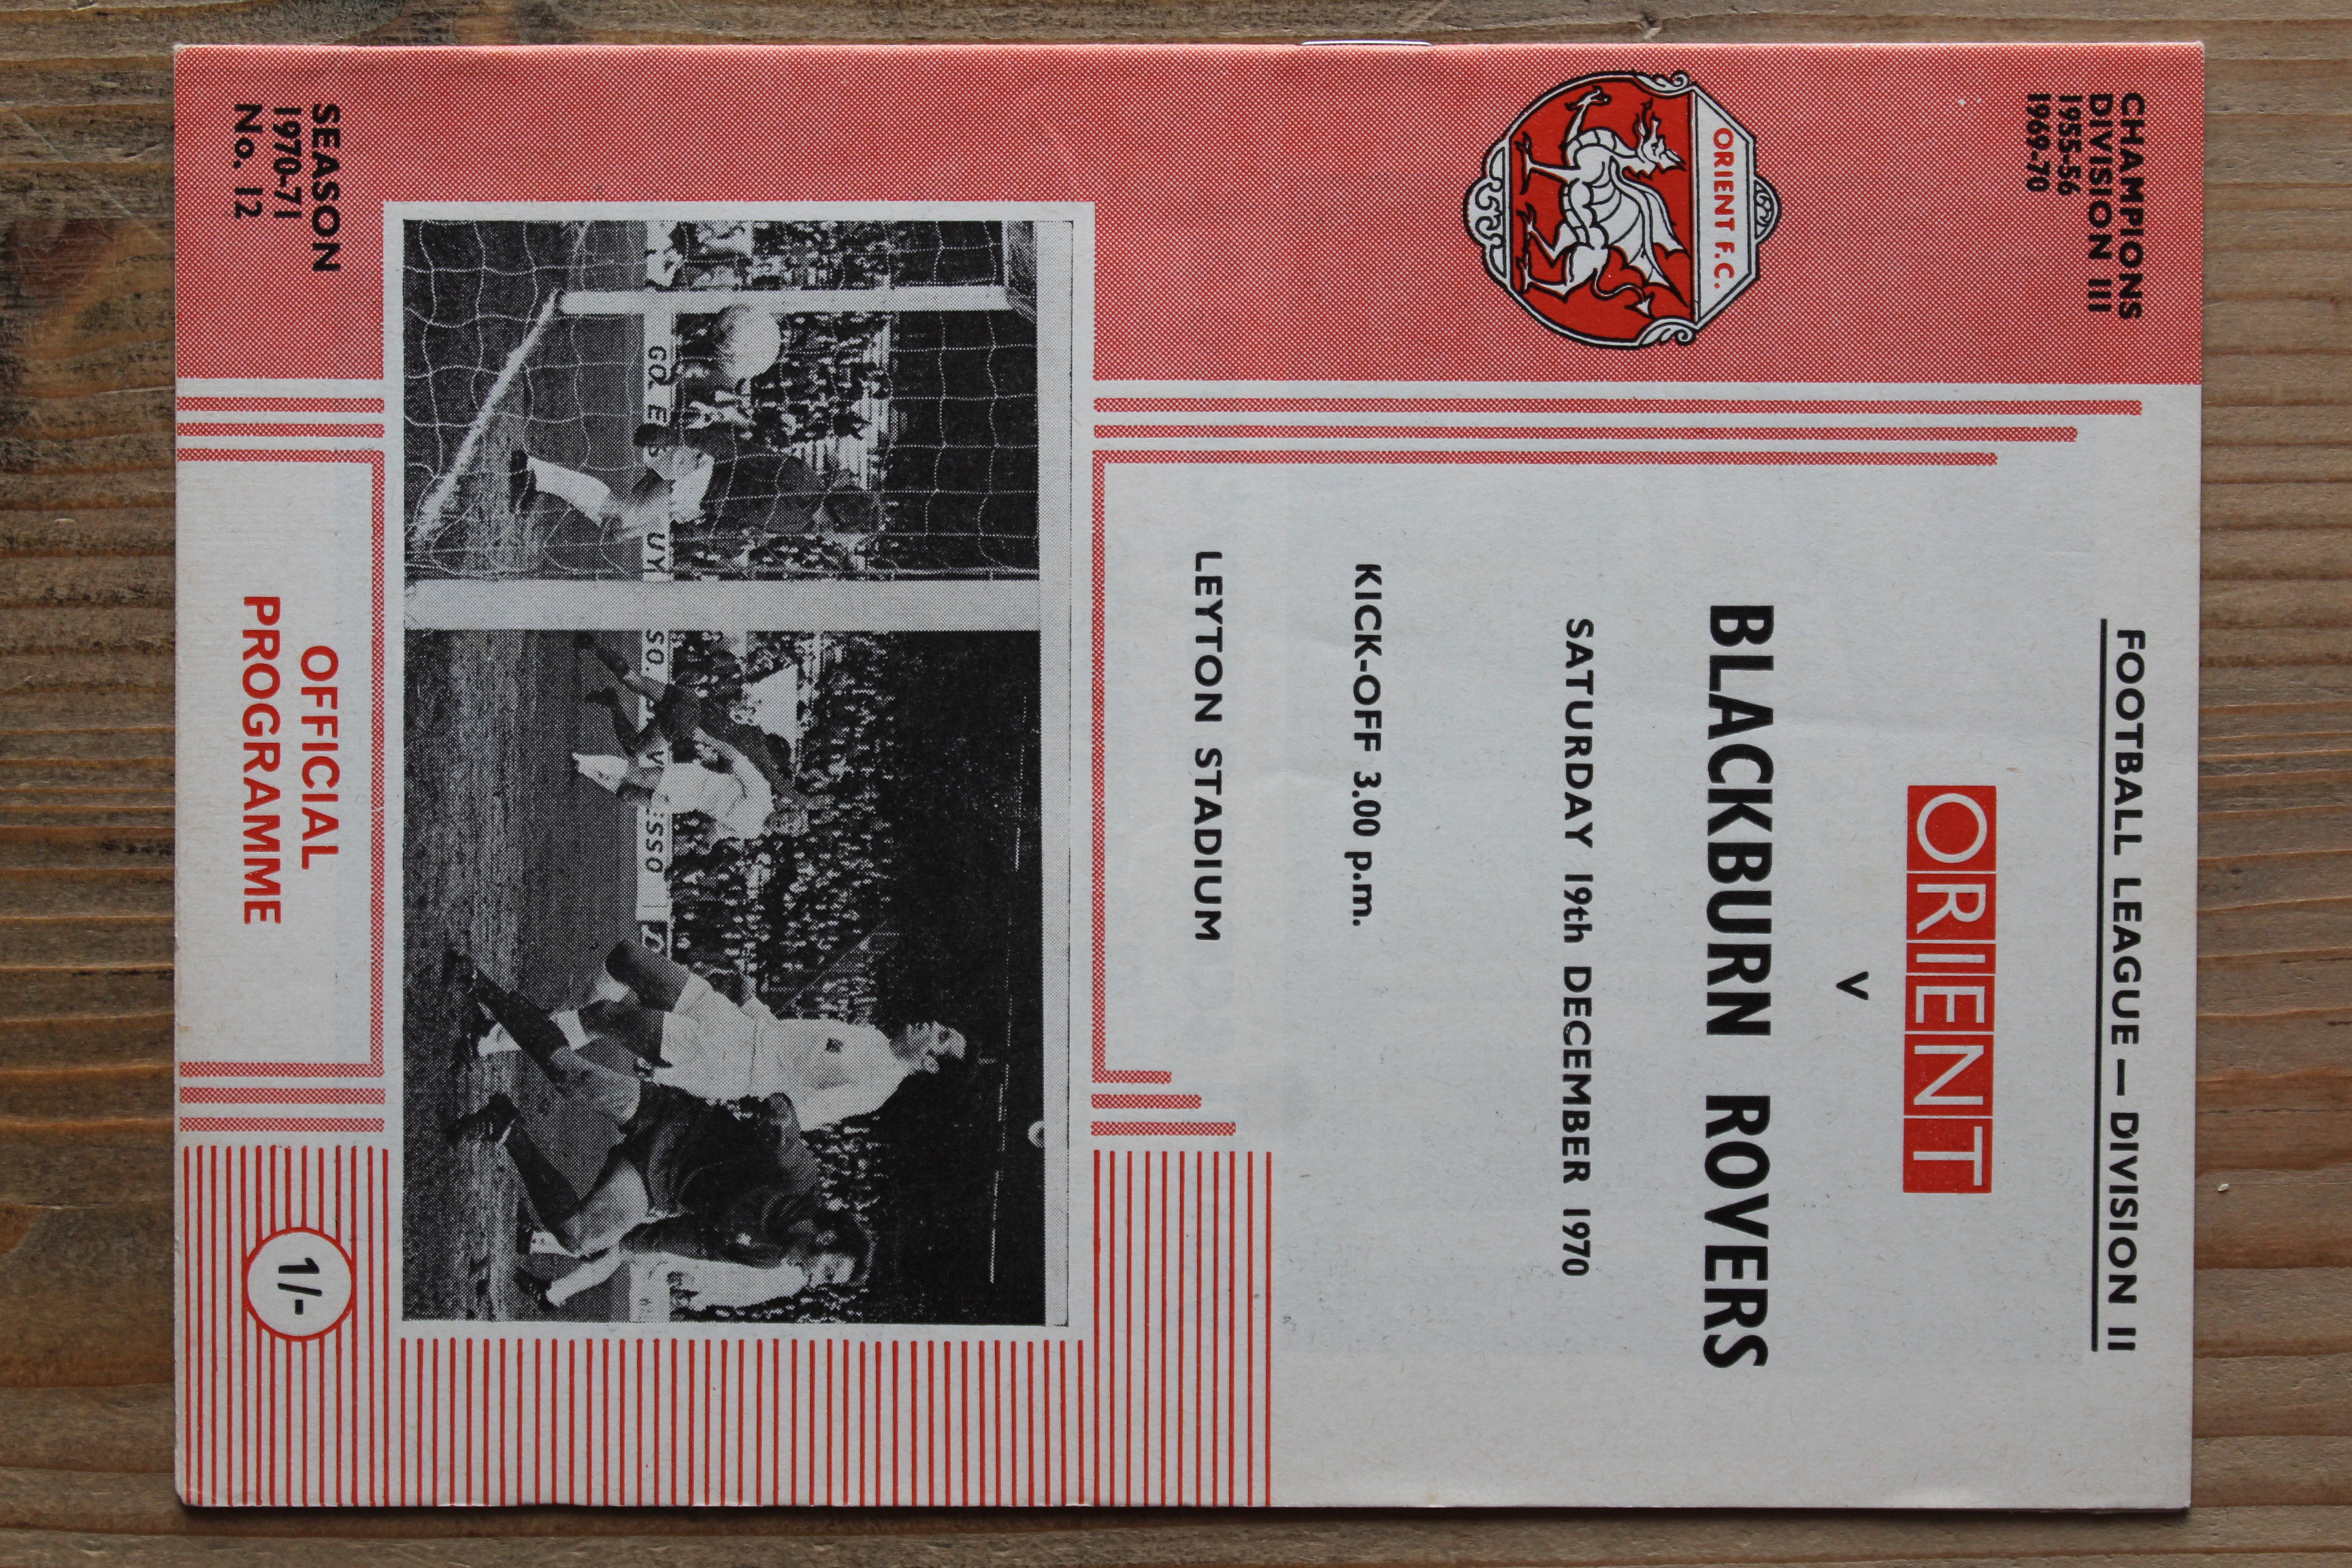 CHAMPIONS
DIVISION III
1955-56
1969-70
FOOTBALL LEAGUE — DIVISION II
ORIENT F.C.
ORIENT
v
BLACKBURN ROVERS
SATURDAY 19th DECEMBER 1970
KICK-OFF 3.00 p.m.
LEYTON STADIUM
SEASON
1970-71
No. 12
OFFICIAL
PROGRAMME
1/-